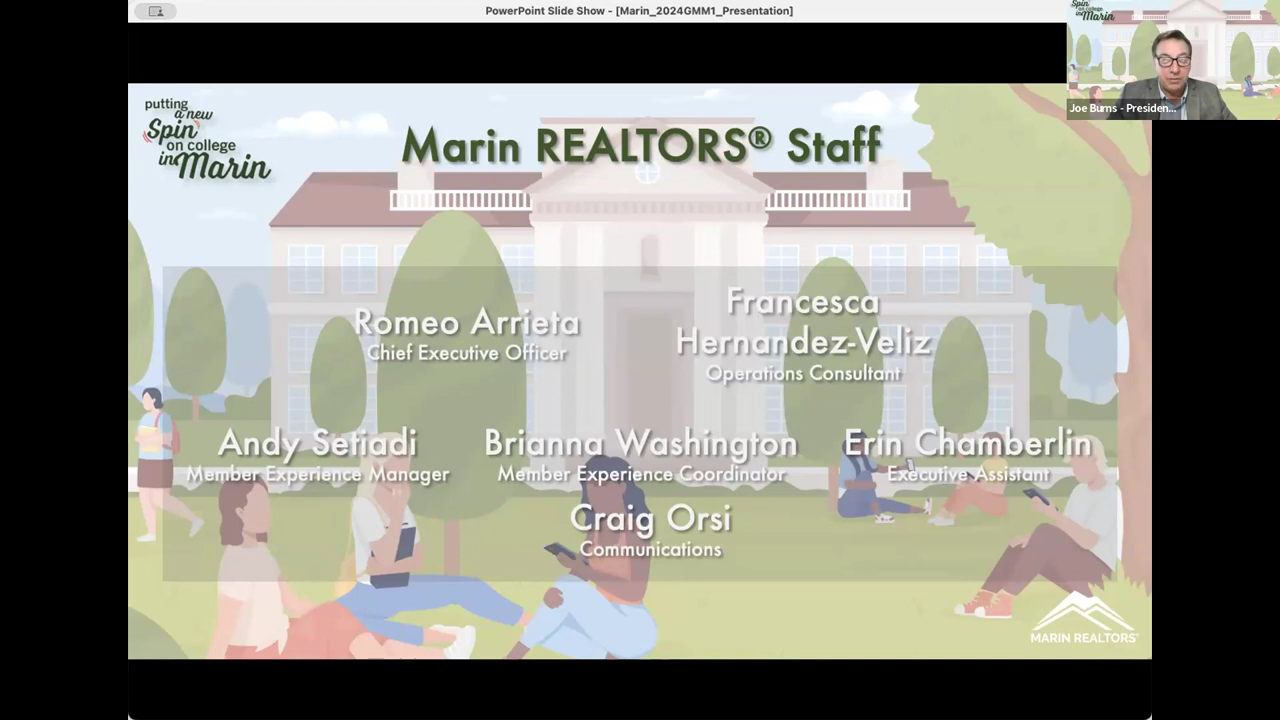 PowerPoint Slide Show - [Marin_2024GMM1_Presentation]
Spin
on college
in Marin
Joe Burns - Presiden...
putting
a new
Spin
on college
in Marin
Marin REALTORS® Staff
Romeo Arrieta
Chief Executive Officer
Francesca
Hernandez-Veliz
Operations Consultant
Andy Setiadi
Member Experience Manager
Brianna Washington
Member Experience Coordinator
Erin Chamberlin
Executive Assistant
Craig Orsi
Communications
MARIN REALTORS®